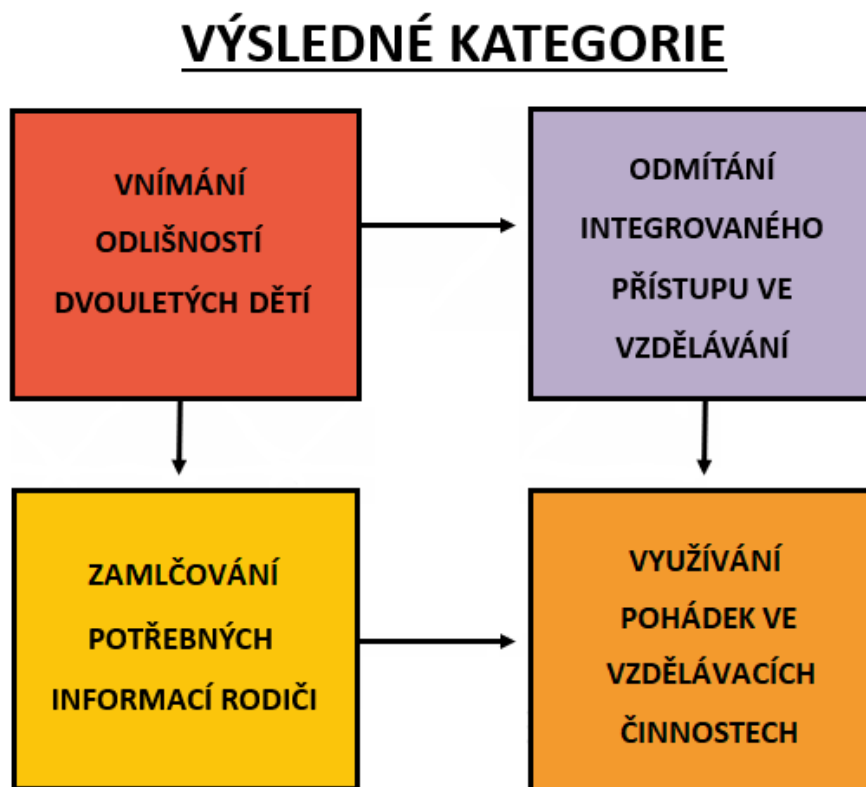 VÝSLEDNÉ KATEGORIE
VNÍMÁNÍ
ODLIŠNOSTÍ
DVOULETÝCH DĚTÍ
ODMÍTÁNÍ
INTEGROVANÉHO
PŘÍSTUPU VE
VZDĚLÁVÁNÍ
ZAMLČOVÁNÍ
POTŘEBNÝCH
INFORMACÍ RODIČI
VYUŽÍVÁNÍ
POHÁDEK VE
VZDĚLÁVACÍCH
ČINNOSTECH